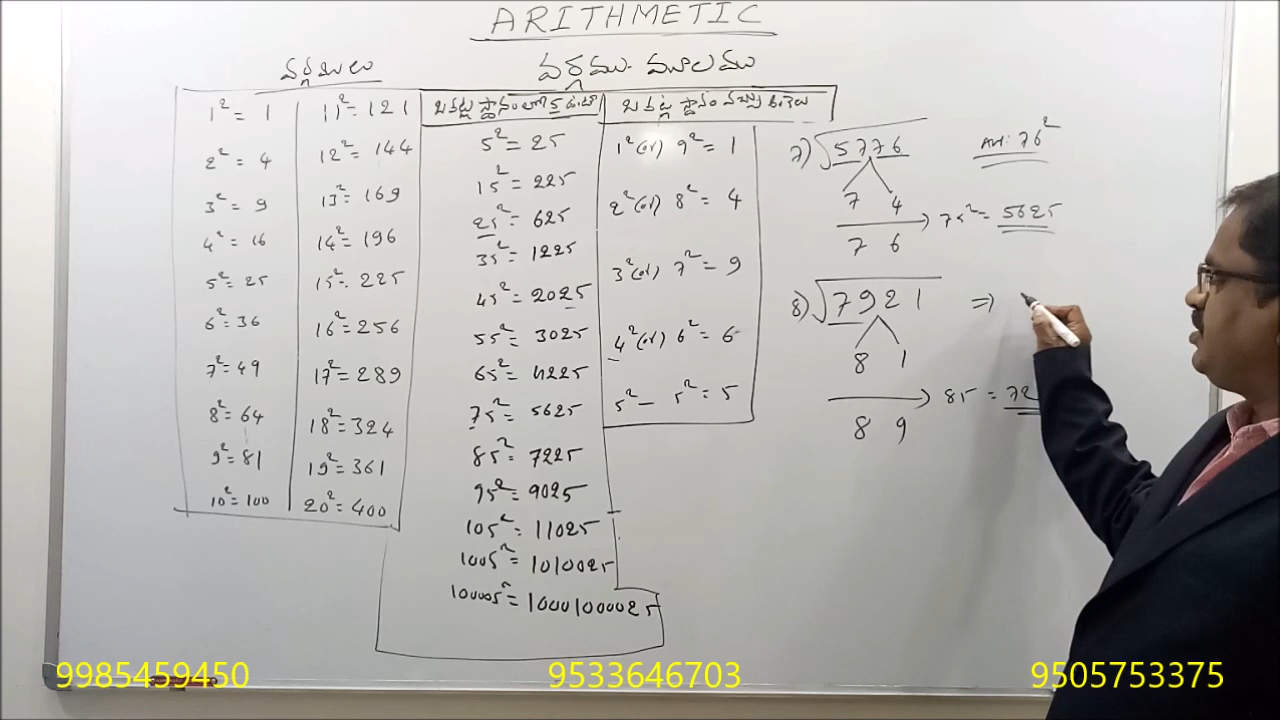 ARITHMETIC
వర్గములు
వర్గము - మూలము
1² = 1
2² = 4
3² = 9
4² = 16
5² = 25
6² = 36
7² = 49
8² = 64
9² = 81
10² = 100
11² = 121
12² = 144
13² = 169
14² = 196
15² = 225
16² = 256
17² = 289
18² = 324
19² = 361
20² = 400
ఒకట్ల స్థానంలో 5 ఉంటే
5² = 25
15² = 225
25² = 625
35² = 1225
45² = 2025
55² = 3025
65² = 4225
75² = 5625
85² = 7225
95² = 9025
105² = 11025
1005² = 1010025
10005² = 10001000025
ఒకట్ల స్థానం
1² (or) 9² = 1
2² (or) 8² = 4
3² (or) 7² = 9
4² (or) 6² = 6
5² — 5² = 5
7) √5776
Ans: 76²
7 4
→ 75² = 5625
7 6
8) √7921 ⇒
8 1
→ 85 = 72
8 9
9985459450
9533646703
9505753375